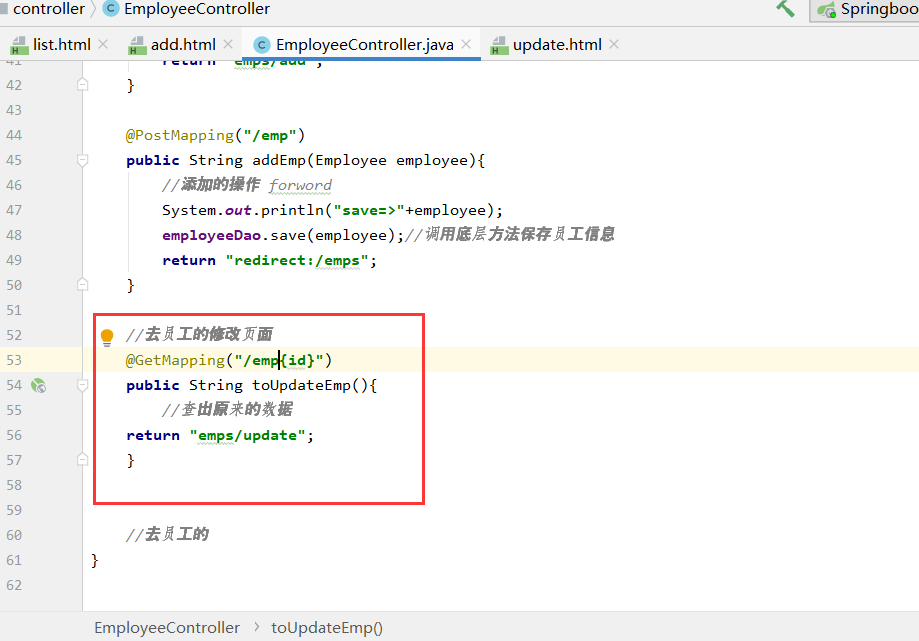 controller 〉 C EmployeeController Springboo
list.html add.html EmployeeController.java update.html
41 return "emps/add";
42 }
43
44 @PostMapping("/emp")
45 public String addEmp(Employee employee){
46 //添加的操作 forword
47 System.out.println("save=>"+employee);
48 employeeDao.save(employee);//调用底层方法保存员工信息
49 return "redirect:/emps";
50 }
51
52 //去员工的修改页面
53 @GetMapping("/emp{id}")
54 public String toUpdateEmp(){
55 //查出原来的数据
56 return "emps/update";
57 }
58
59
60 //去员工的
61 }
62
EmployeeController › toUpdateEmp()